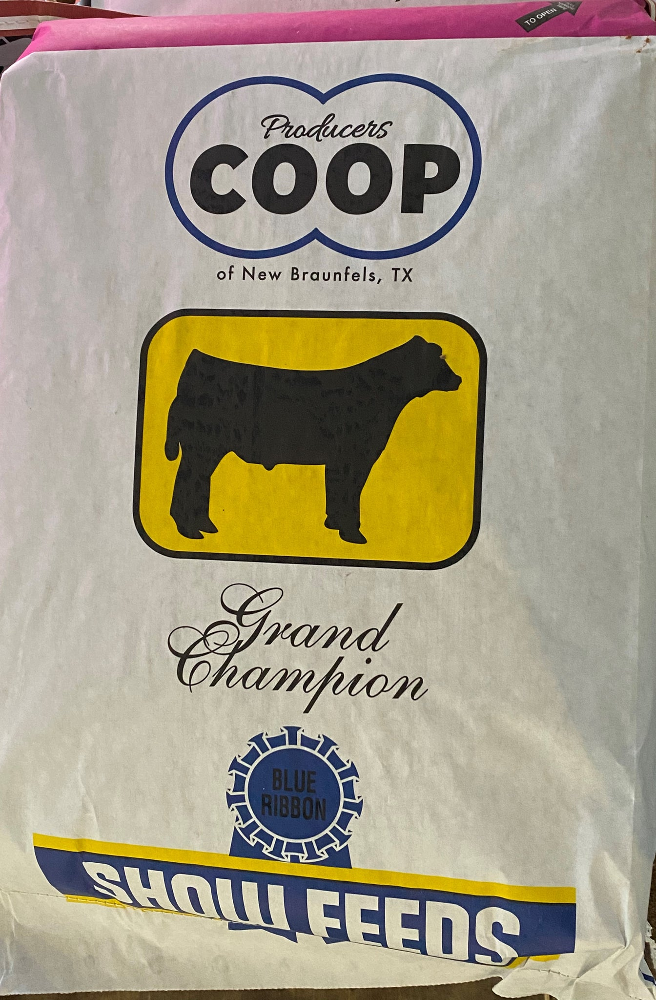 TO OPEN
Producers
COOP
of New Braunfels, TX
Grand
Champion
BLUE
RIBBON
SHOW FEEDS